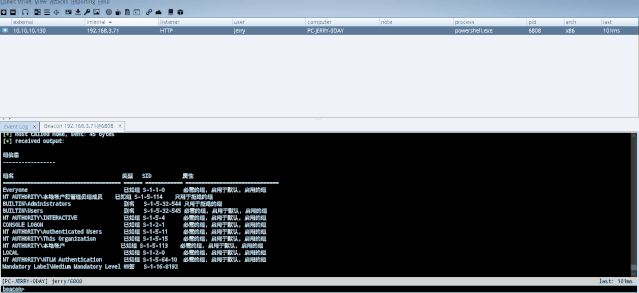 Cobalt Strike View Attacks Reporting Help
external internal listener user computer note process pid arch last
10.10.10.130 192.168.3.71 HTTP jerry PC-JERRY-0DAY powershell.exe 6808 x86 101ms
Event Log X Beacon 192.168.3.71@6808 X
[+] host called home, sent: 45 bytes
[+] received output:
组信息
-----------------
组名 类型 SID 属性
Everyone 已知组 S-1-1-0 必需的组, 启用于默认, 启用的组
NT AUTHORITY\本地帐户和管理员组成员 已知组 S-1-5-114 只用于拒绝的组
BUILTIN\Administrators 别名 S-1-5-32-544 只用于拒绝的组
BUILTIN\Users 别名 S-1-5-32-545 必需的组, 启用于默认, 启用的组
NT AUTHORITY\INTERACTIVE 已知组 S-1-5-4 必需的组, 启用于默认, 启用的组
CONSOLE LOGON 已知组 S-1-2-1 必需的组, 启用于默认, 启用的组
NT AUTHORITY\Authenticated Users 已知组 S-1-5-11 必需的组, 启用于默认, 启用的组
NT AUTHORITY\This Organization 已知组 S-1-5-15 必需的组, 启用于默认, 启用的组
NT AUTHORITY\本地帐户 已知组 S-1-5-113 必需的组, 启用于默认, 启用的组
LOCAL 已知组 S-1-2-0 必需的组, 启用于默认, 启用的组
NT AUTHORITY\NTLM Authentication 已知组 S-1-5-64-10 必需的组, 启用于默认, 启用的组
Mandatory Label\Medium Mandatory Level 标签 S-1-16-8192
[PC-JERRY-0DAY] jerry/6808 last: 101ms
beacon>